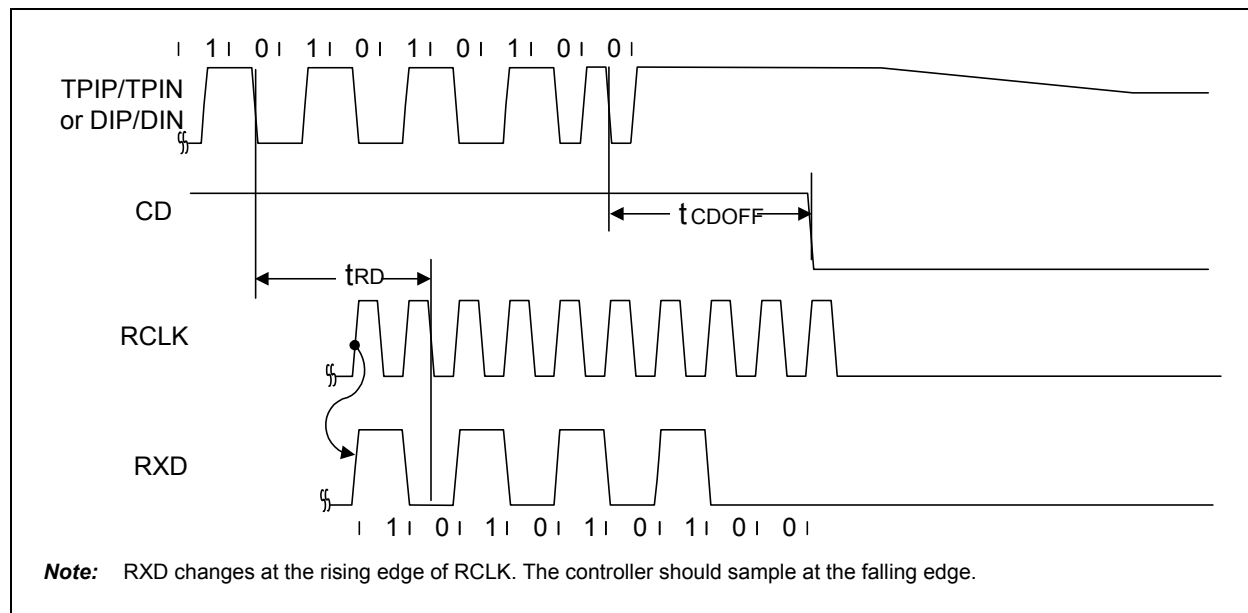 1 0 1 0 1 0 1 0 0
TPIP/TPIN
or DIP/DIN
CD
tCDOFF
tRD
RCLK
RXD
1 0 1 0 1 0 1 0 0
Note: RXD changes at the rising edge of RCLK. The controller should sample at the falling edge.